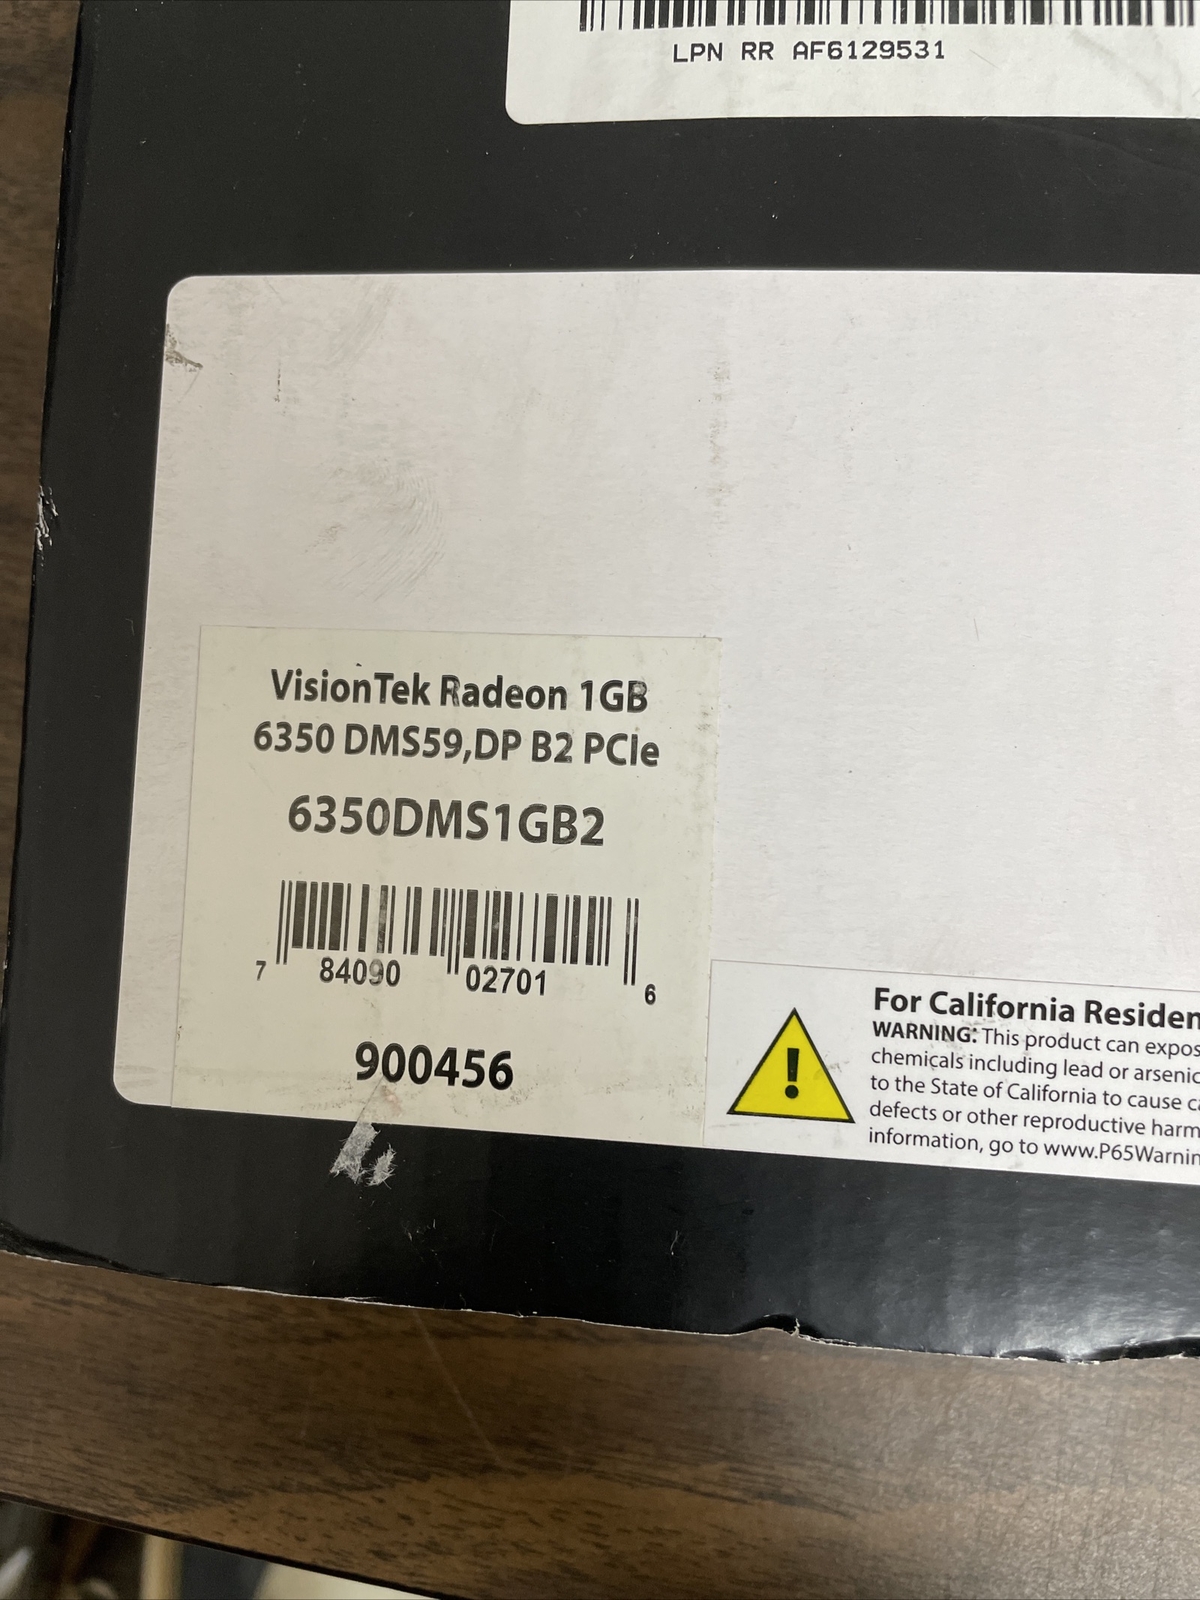 LPN RR AF6129531
VisionTek Radeon 1GB
6350 DMS59,DP B2 PCIe
6350DMS1GB2
7 84090 02701 6
900456
For California Residen
WARNING: This product can expos
chemicals including lead or arsenic
to the State of California to cause c
defects or other reproductive harm
information, go to www.P65Warnin